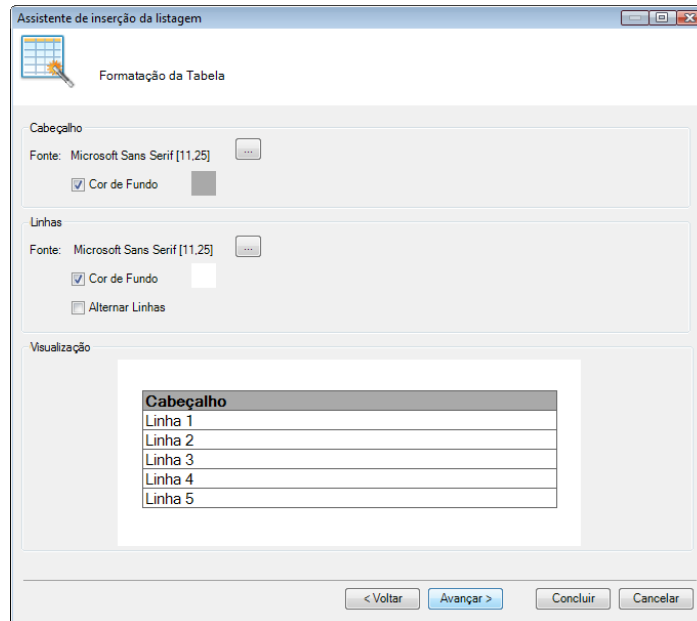 Assistente de inserção da listagem
Formatação da Tabela
Cabeçalho
Fonte: Microsoft Sans Serif [11,25] ...
Cor de Fundo
Linhas
Fonte: Microsoft Sans Serif [11,25] ...
Cor de Fundo
Alternar Linhas
Visualização
Cabeçalho
Linha 1
Linha 2
Linha 3
Linha 4
Linha 5
< Voltar Avançar > Concluir Cancelar